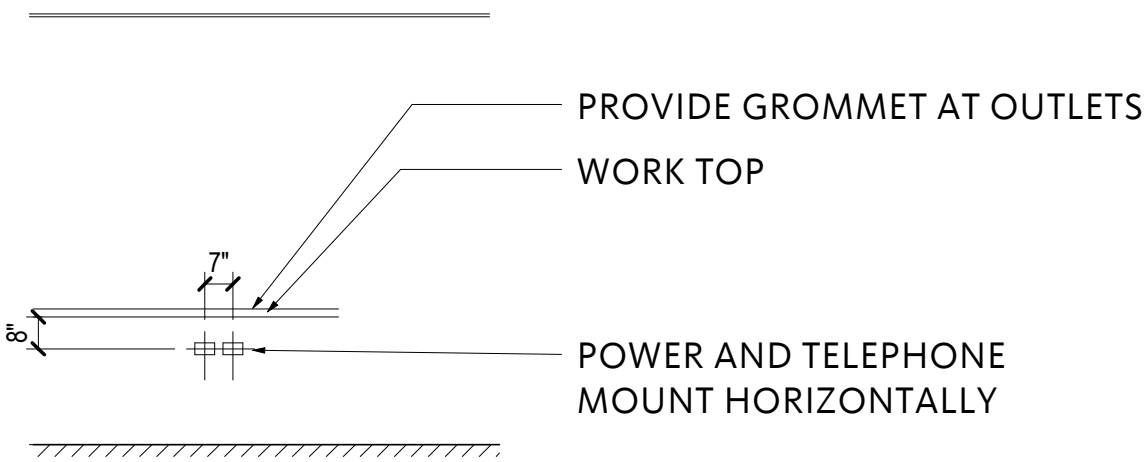 PROVIDE GROMMET AT OUTLETS
WORK TOP
7"
8"
POWER AND TELEPHONE
MOUNT HORIZONTALLY